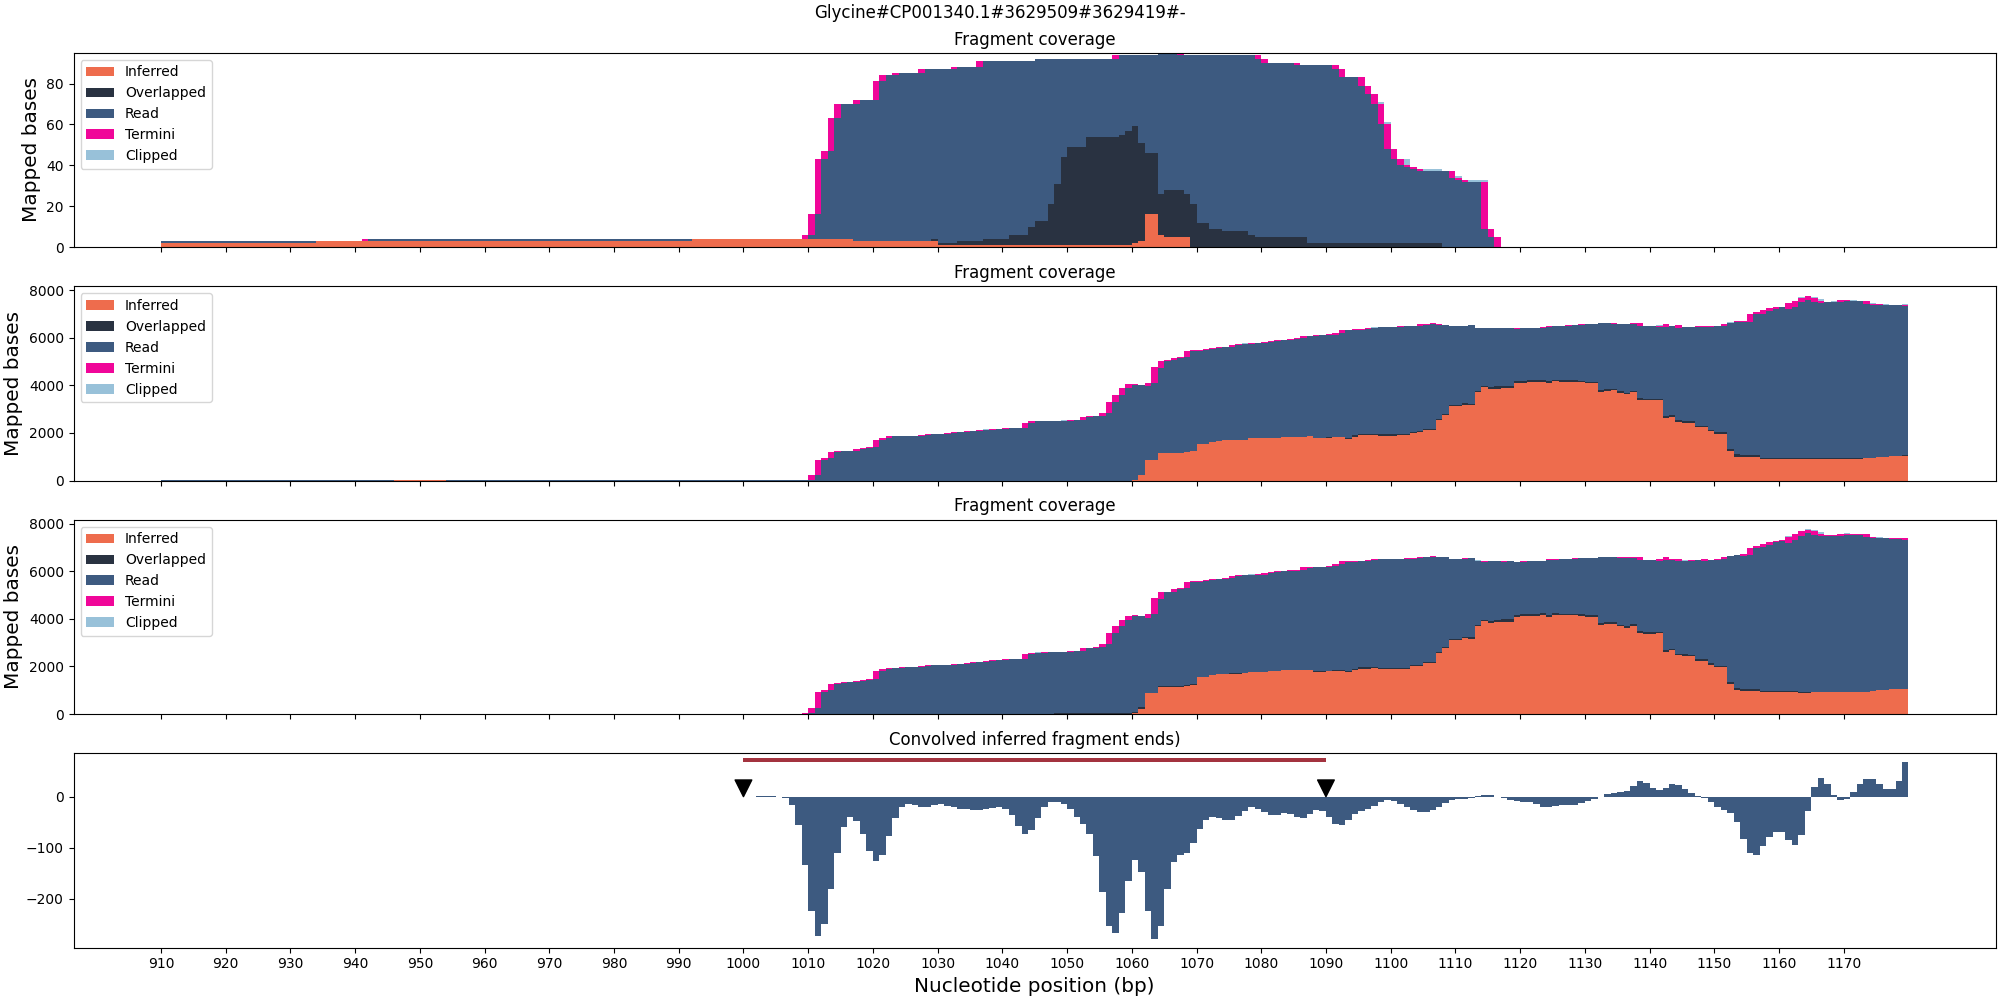 Glycine#CP001340.1#3629509#3629419#-
Fragment coverage
Mapped bases
80
60
40
20
0
Inferred
Overlapped
Read
Termini
Clipped
Fragment coverage
Mapped bases
8000
6000
4000
2000
0
Inferred
Overlapped
Read
Termini
Clipped
Fragment coverage
Mapped bases
8000
6000
4000
2000
0
Inferred
Overlapped
Read
Termini
Clipped
Convolved inferred fragment ends)
0
−100
−200
910 920 930 940 950 960 970 980 990 1000 1010 1020 1030 1040 1050 1060 1070 1080 1090 1100 1110 1120 1130 1140 1150 1160 1170
Nucleotide position (bp)